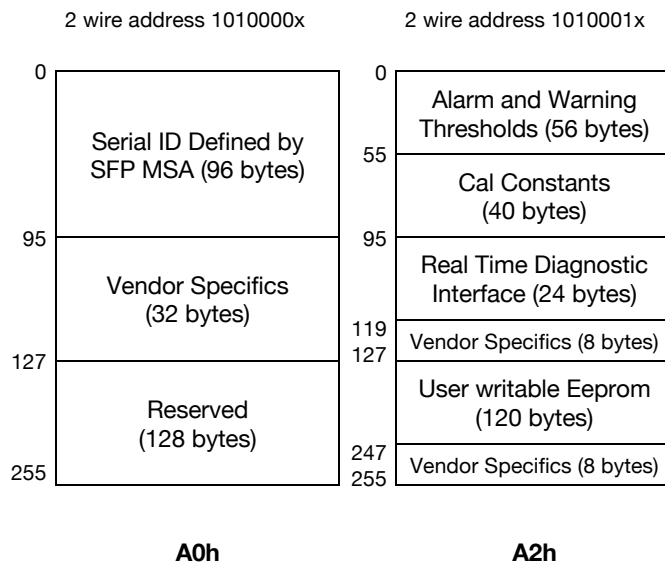 2 wire address 1010000x
0
Serial ID Defined by
SFP MSA (96 bytes)
95
Vendor Specifics
(32 bytes)
127
Reserved
(128 bytes)
255
A0h
2 wire address 1010001x
0
Alarm and Warning
Thresholds (56 bytes)
55
Cal Constants
(40 bytes)
95
Real Time Diagnostic
Interface (24 bytes)
119
Vendor Specifics (8 bytes)
127
User writable Eeprom
(120 bytes)
247
Vendor Specifics (8 bytes)
255
A2h